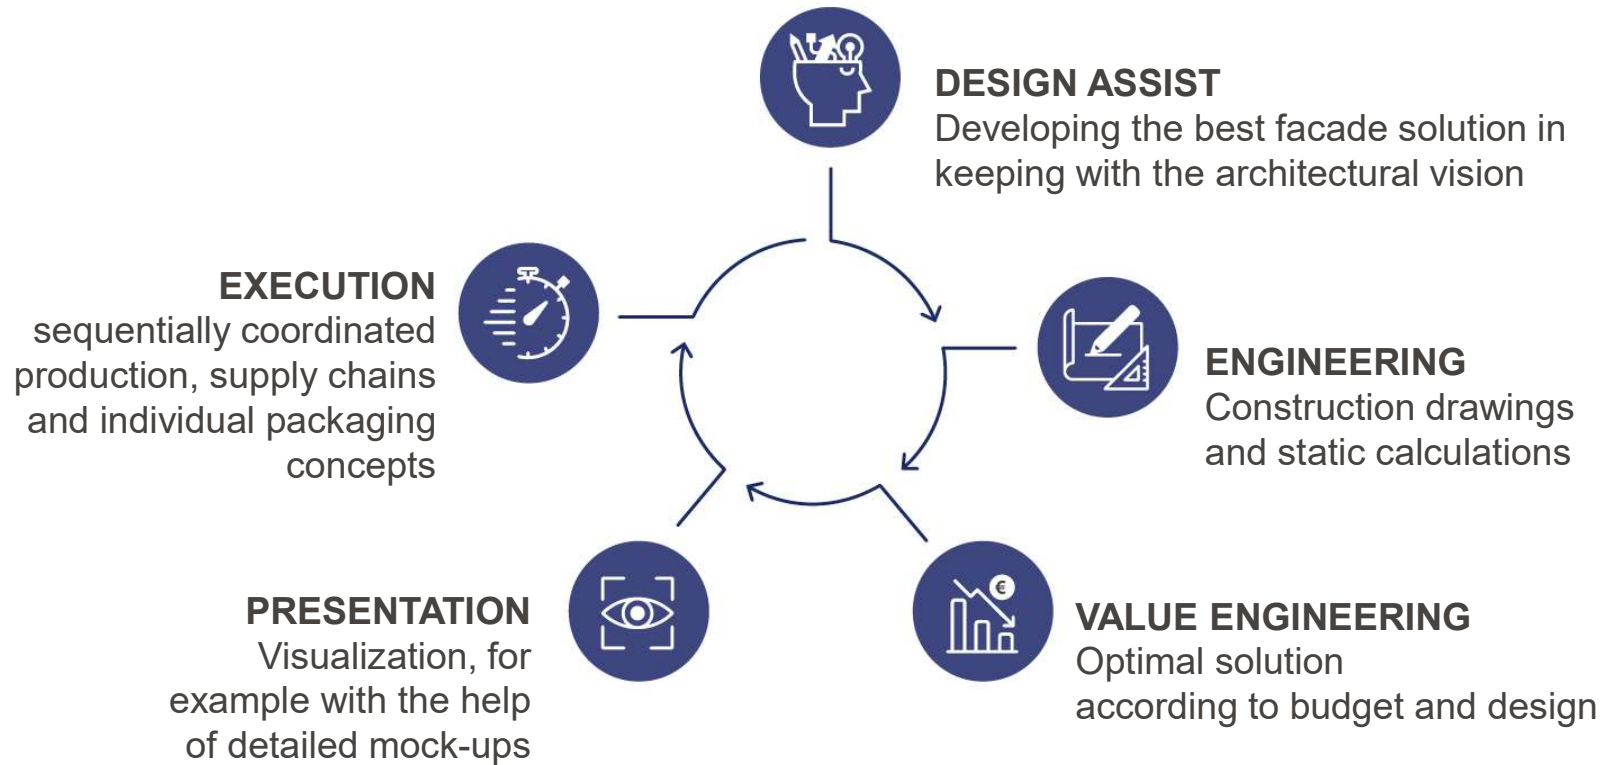 DESIGN ASSIST
Developing the best facade solution in
keeping with the architectural vision
ENGINEERING
Construction drawings
and static calculations
€
VALUE ENGINEERING
Optimal solution
according to budget and design
PRESENTATION
Visualization, for
example with the help
of detailed mock-ups
EXECUTION
sequentially coordinated
production, supply chains
and individual packaging
concepts